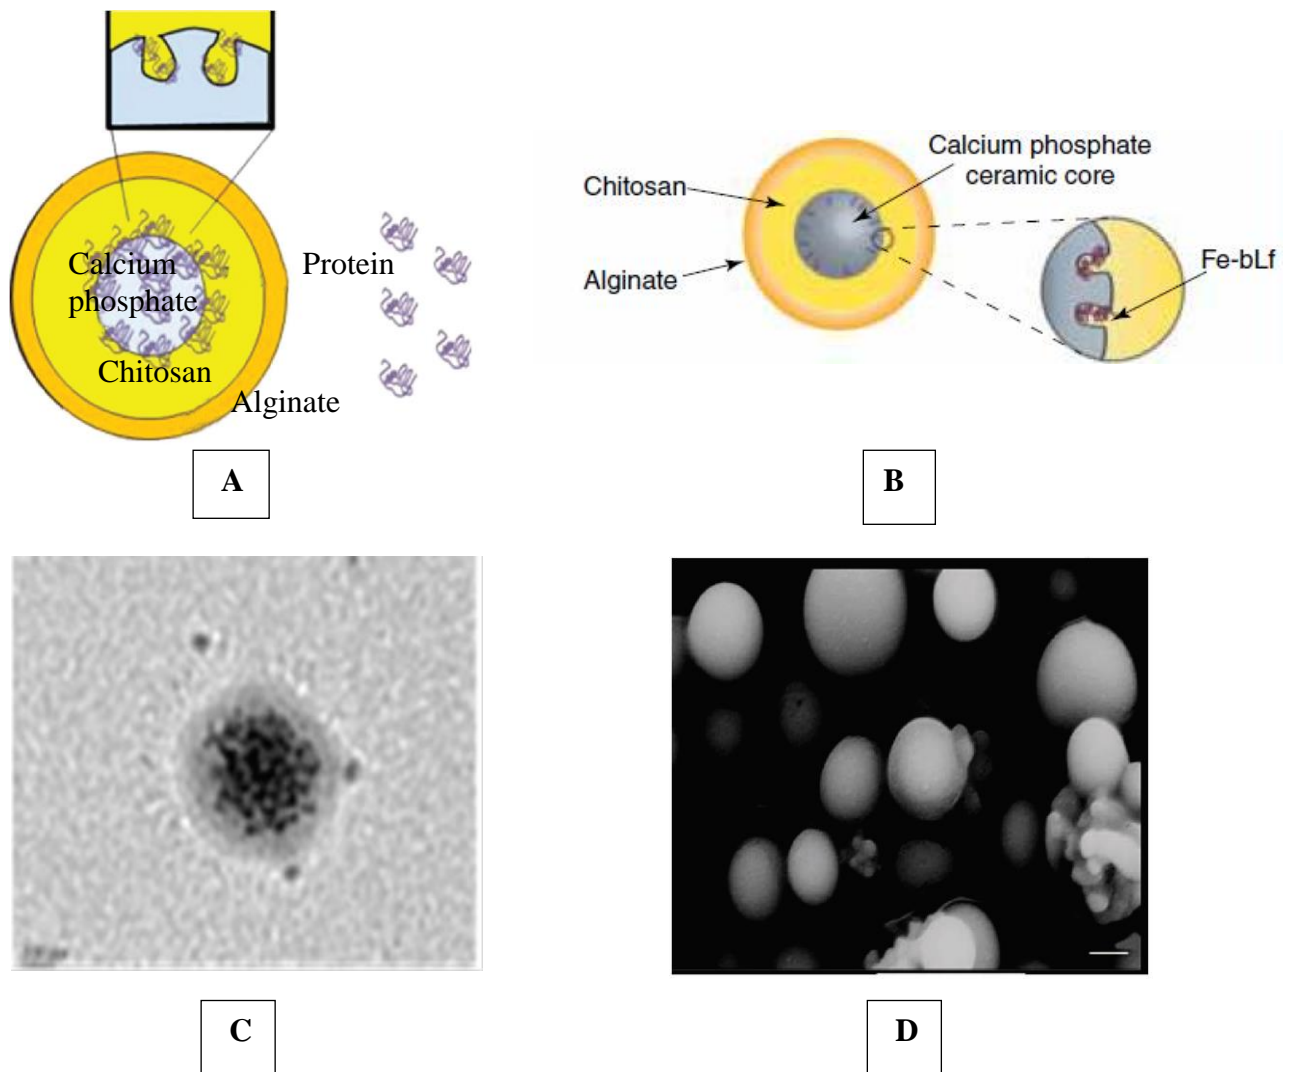 Calcium
phosphate
Protein
Chitosan
Alginate
A
Calcium phosphate
ceramic core
Chitosan
Alginate
Fe-bLf
B
C
D